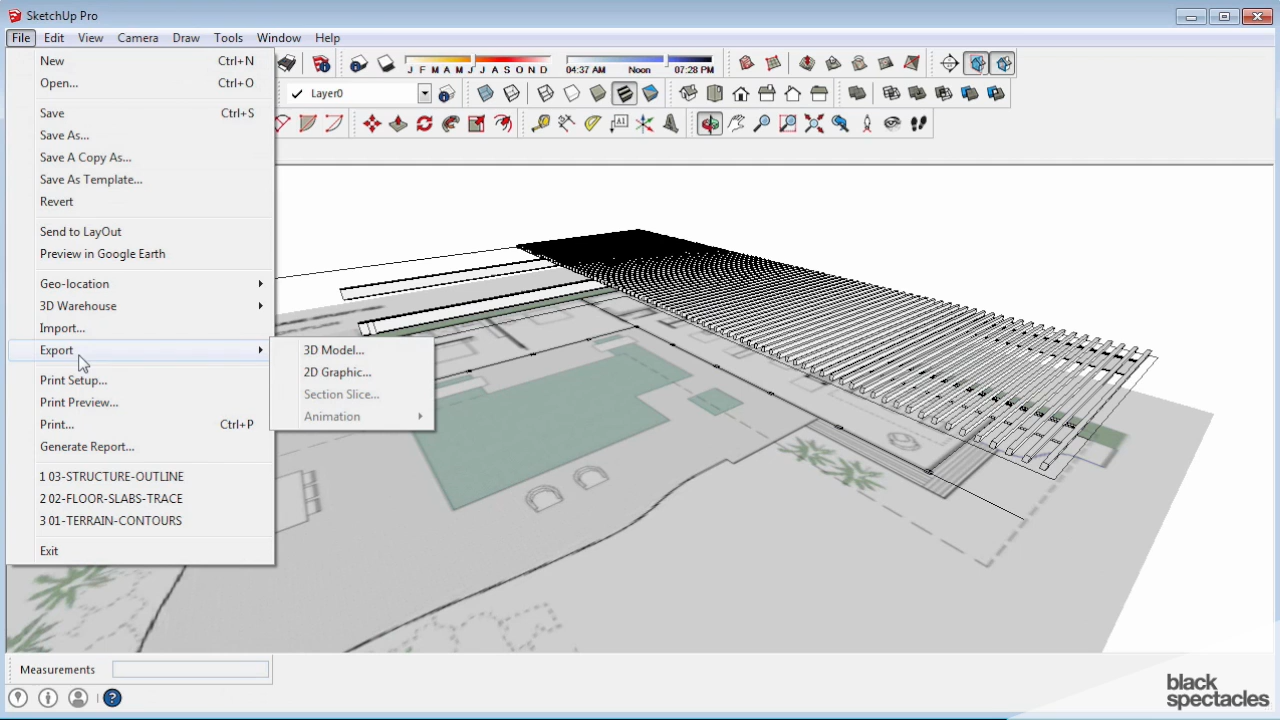 SketchUp Pro
File Edit View Camera Draw Tools Window Help
New Ctrl+N
Open... Ctrl+O
Save Ctrl+S
Save As...
Save A Copy As...
Save As Template...
Revert
Send to LayOut
Preview in Google Earth
Geo-location
3D Warehouse
Import...
Export
Print Setup...
Print Preview...
Print... Ctrl+P
Generate Report...
1 03-STRUCTURE-OUTLINE
2 02-FLOOR-SLABS-TRACE
3 01-TERRAIN-CONTOURS
Exit
3D Model...
2D Graphic...
Section Slice...
Animation
J F M A M J J A S O N D
04:37 AM Noon 07:28 PM
Layer0
A1
Measurements
black
spectacles